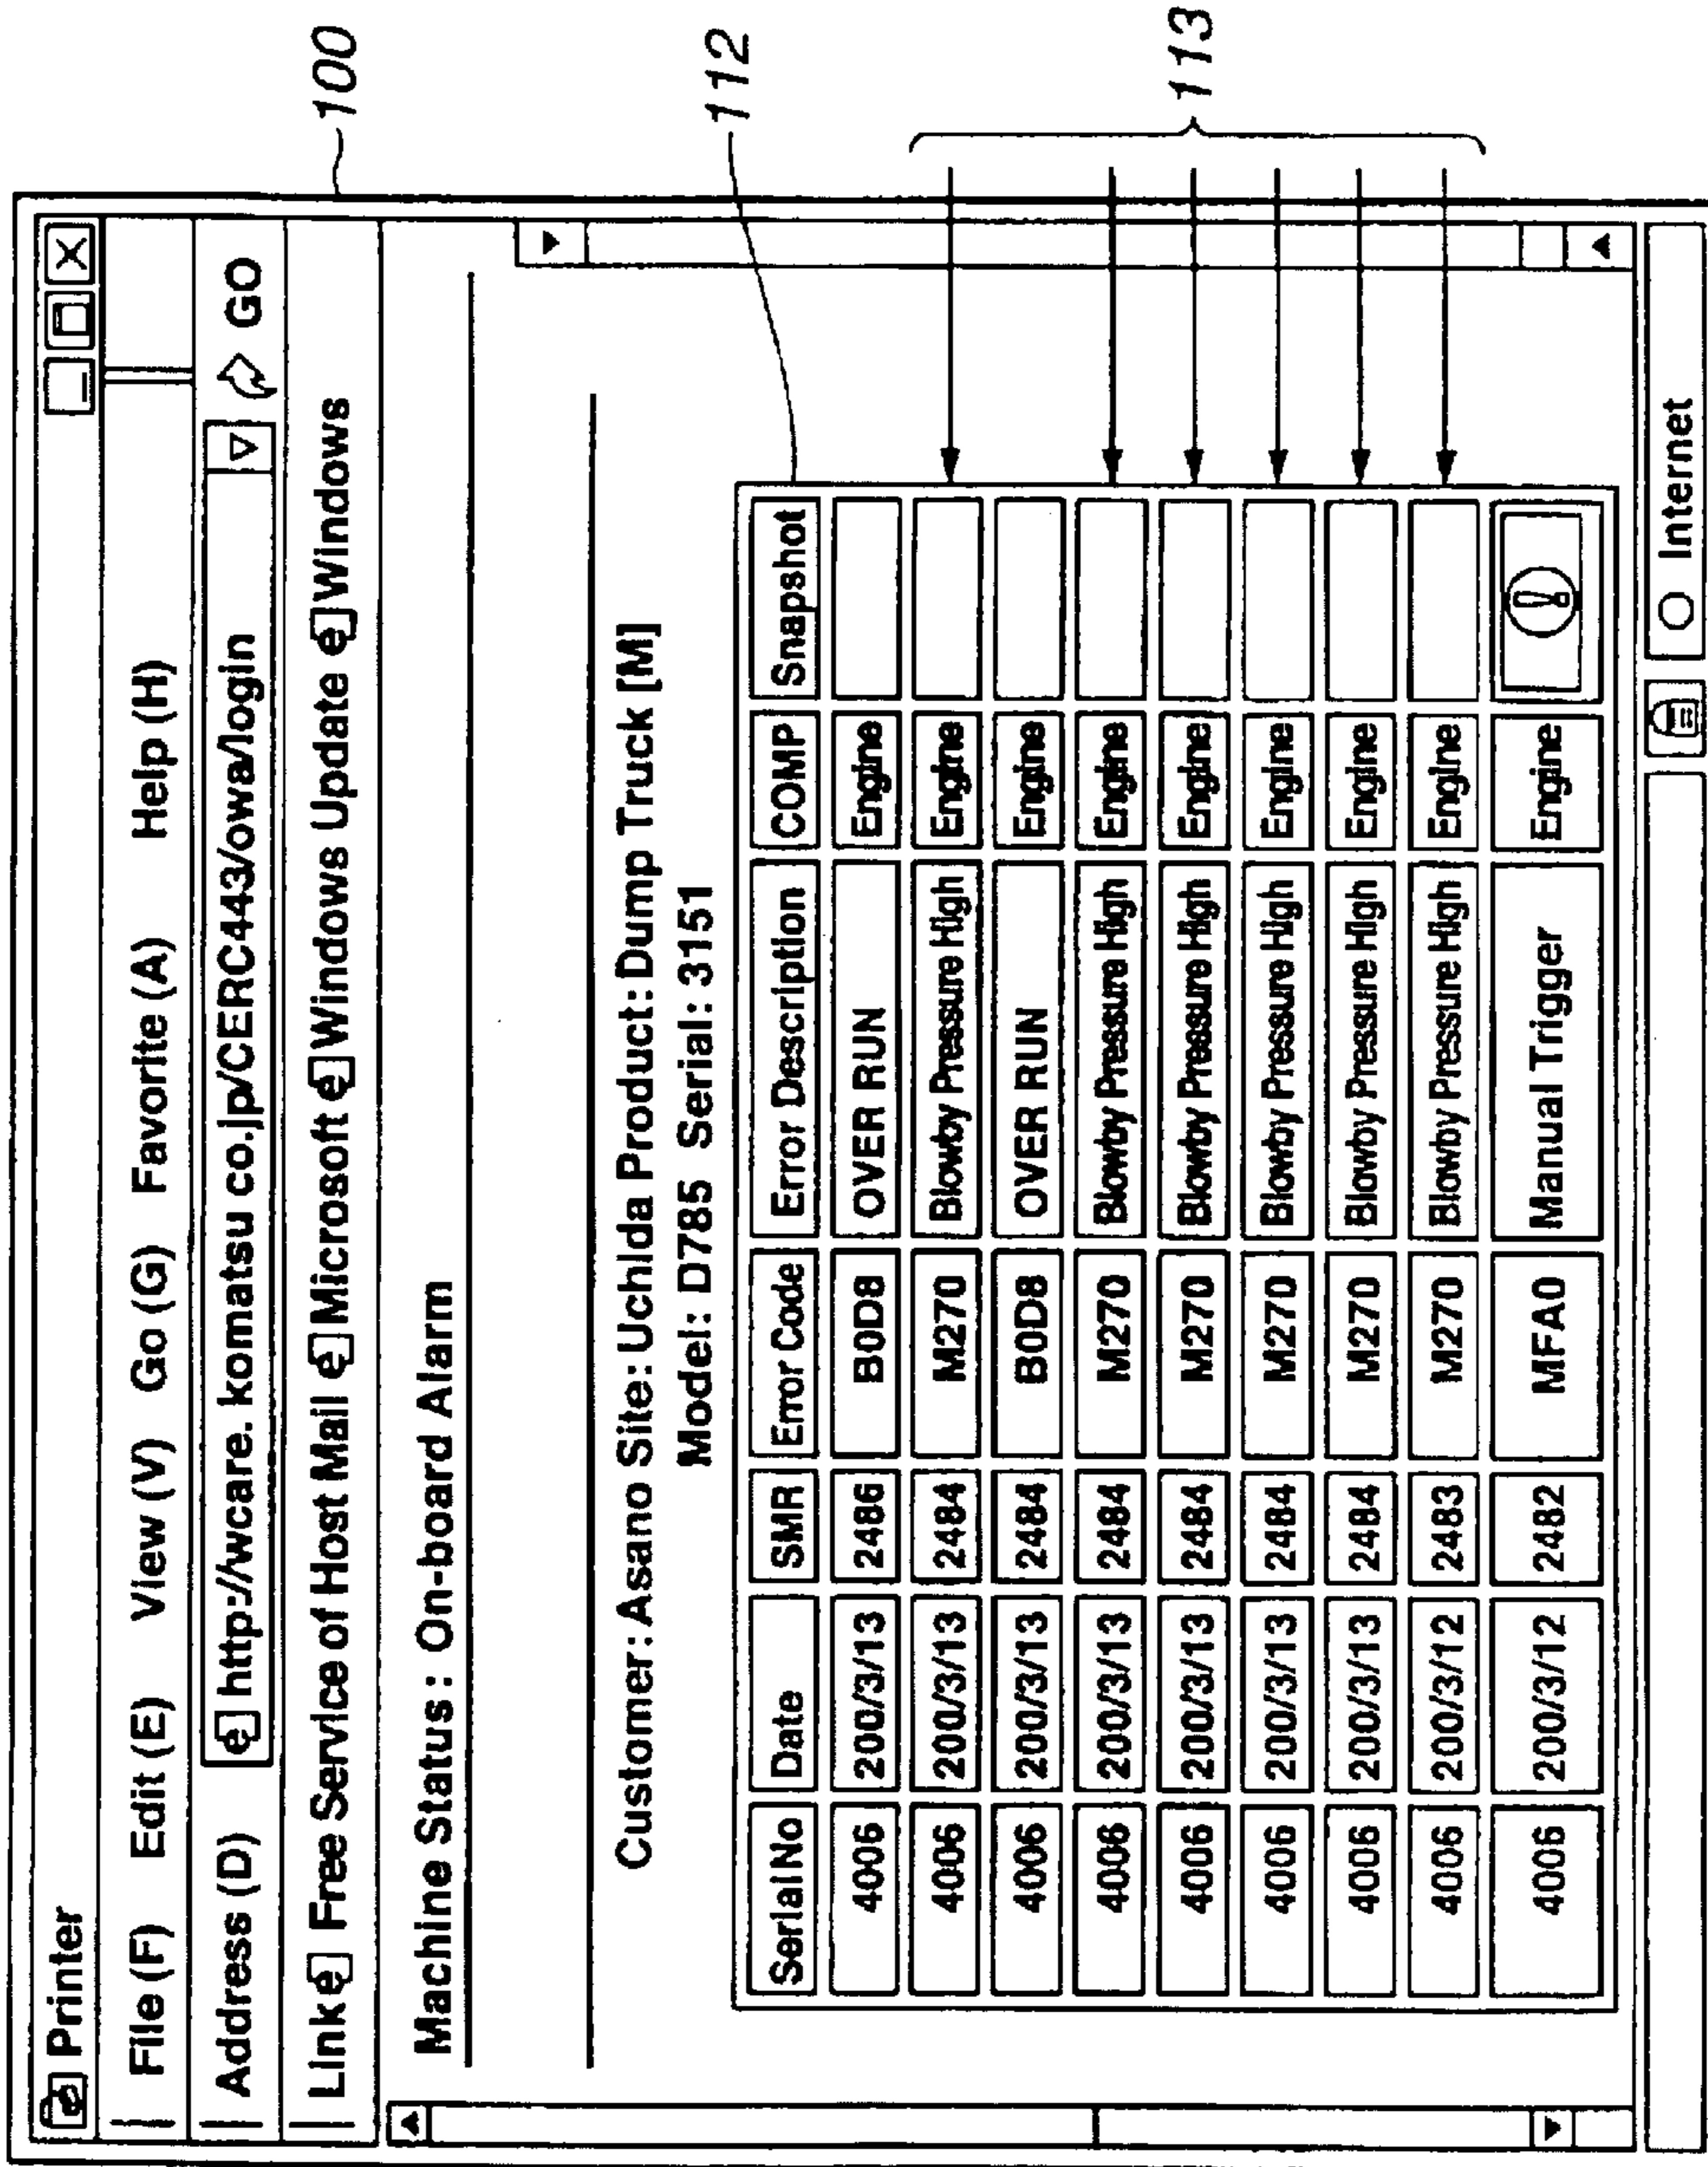 Printer
File (F) Edit (E) View (V) Go (G) Favorite (A) Help (H)
Address (D) http://wcare. komatsu co.jp/CERC443/owa/login GO
Link Free Service of Host Mail Microsoft Windows Update Windows
100
Machine Status : On-board Alarm
Customer: Asano Site: Uchida Product: Dump Truck [M]
Model: D785 Serial: 3151
112
Serial No Date SMR Error Code Error Description COMP Snapshot
4006 200/3/13 2486 B0D8 OVER RUN Engine
4006 200/3/13 2484 M270 Blowby Pressure High Engine
4006 200/3/13 2484 B0D8 OVER RUN Engine
4006 200/3/13 2484 M270 Blowby Pressure High Engine
4006 200/3/13 2484 M270 Blowby Pressure High Engine
4006 200/3/13 2484 M270 Blowby Pressure High Engine
4006 200/3/13 2484 M270 Blowby Pressure High Engine
4006 200/3/12 2483 M270 Blowby Pressure High Engine
4006 200/3/12 2482 MFA0 Manual Trigger Engine
113
Internet